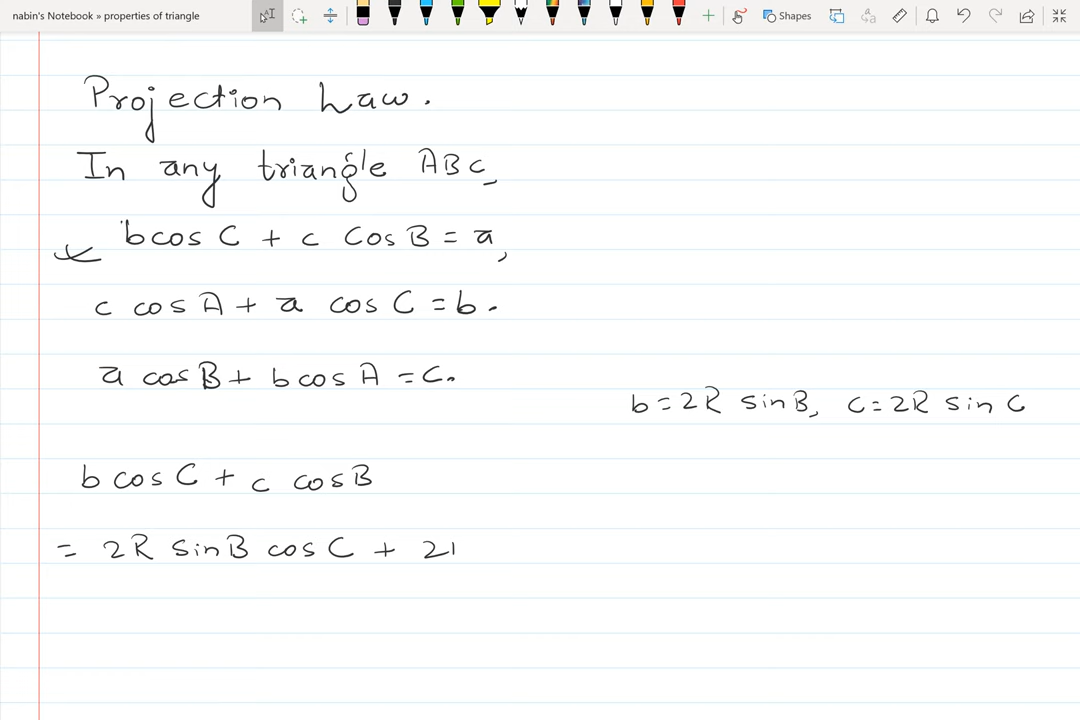 nabin's Notebook » properties of triangle
Shapes
Projection Law.
In any triangle ABC,
b cos C + c cos B = a,
c cos A + a cos C = b.
a cos B + b cos A = c.
b = 2R sin B, c = 2R sin C
b cos C + c cos B
= 2R sin B cos C + 2